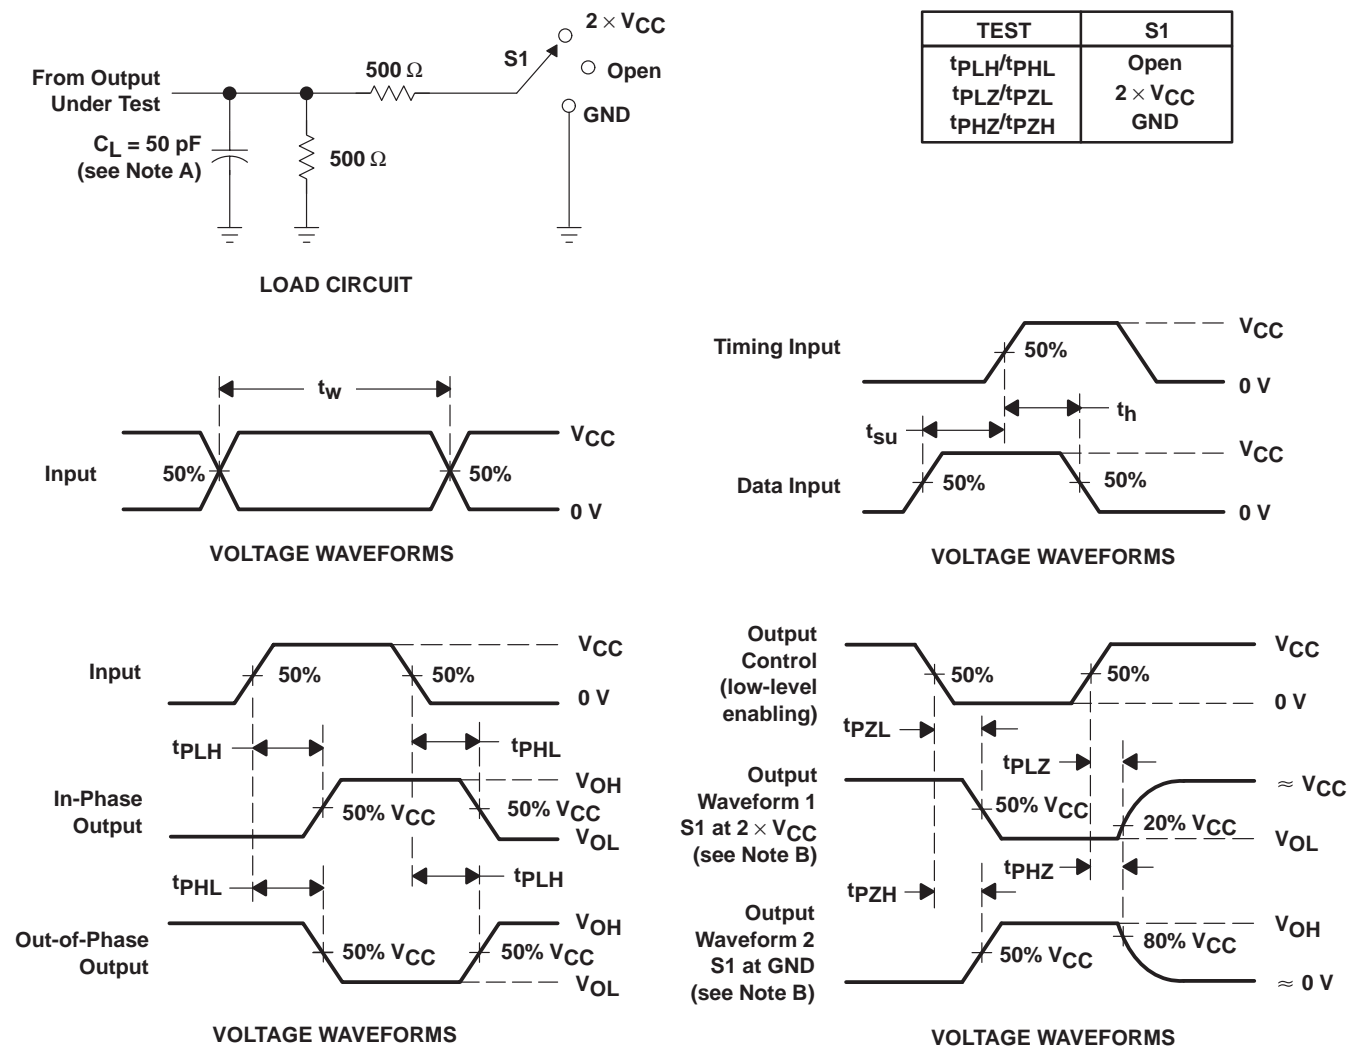 2 × VCC
S1
Open
GND
500 Ω
From Output
Under Test
CL = 50 pF
(see Note A)
500 Ω
LOAD CIRCUIT
TEST S1
tPLH/tPHL Open
tPLZ/tPZL 2 × VCC
tPHZ/tPZH GND
tw
Input
50%
50%
VCC
0 V
VOLTAGE WAVEFORMS
Timing Input
50%
VCC
0 V
th
tsu
Data Input
50%
50%
VCC
0 V
VOLTAGE WAVEFORMS
Input
50%
50%
VCC
0 V
tPLH
tPHL
In-Phase
Output
50% VCC
50% VCC
VOH
VOL
tPHL
tPLH
Out-of-Phase
Output
50% VCC
50% VCC
VOH
VOL
VOLTAGE WAVEFORMS
Output
Control
(low-level
enabling)
50%
50%
VCC
0 V
tPZL
tPLZ
Output
Waveform 1
S1 at 2 × VCC
(see Note B)
50% VCC
20% VCC
≈ VCC
VOL
tPHZ
tPZH
Output
Waveform 2
S1 at GND
(see Note B)
50% VCC
80% VCC
VOH
≈ 0 V
VOLTAGE WAVEFORMS